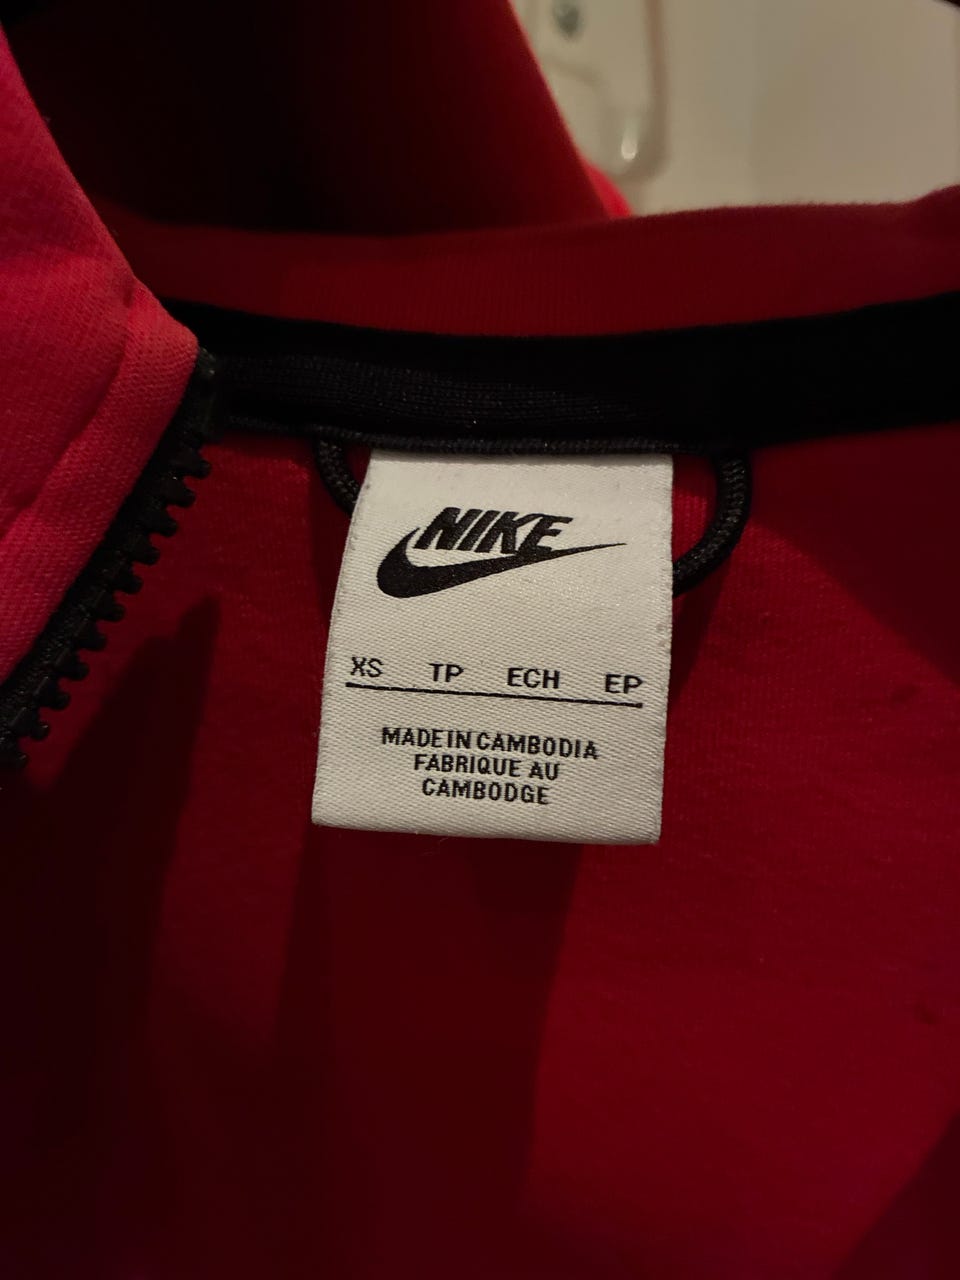 NIKE
XS TP ECH EP
MADE IN CAMBODIA
FABRIQUE AU
CAMBODGE